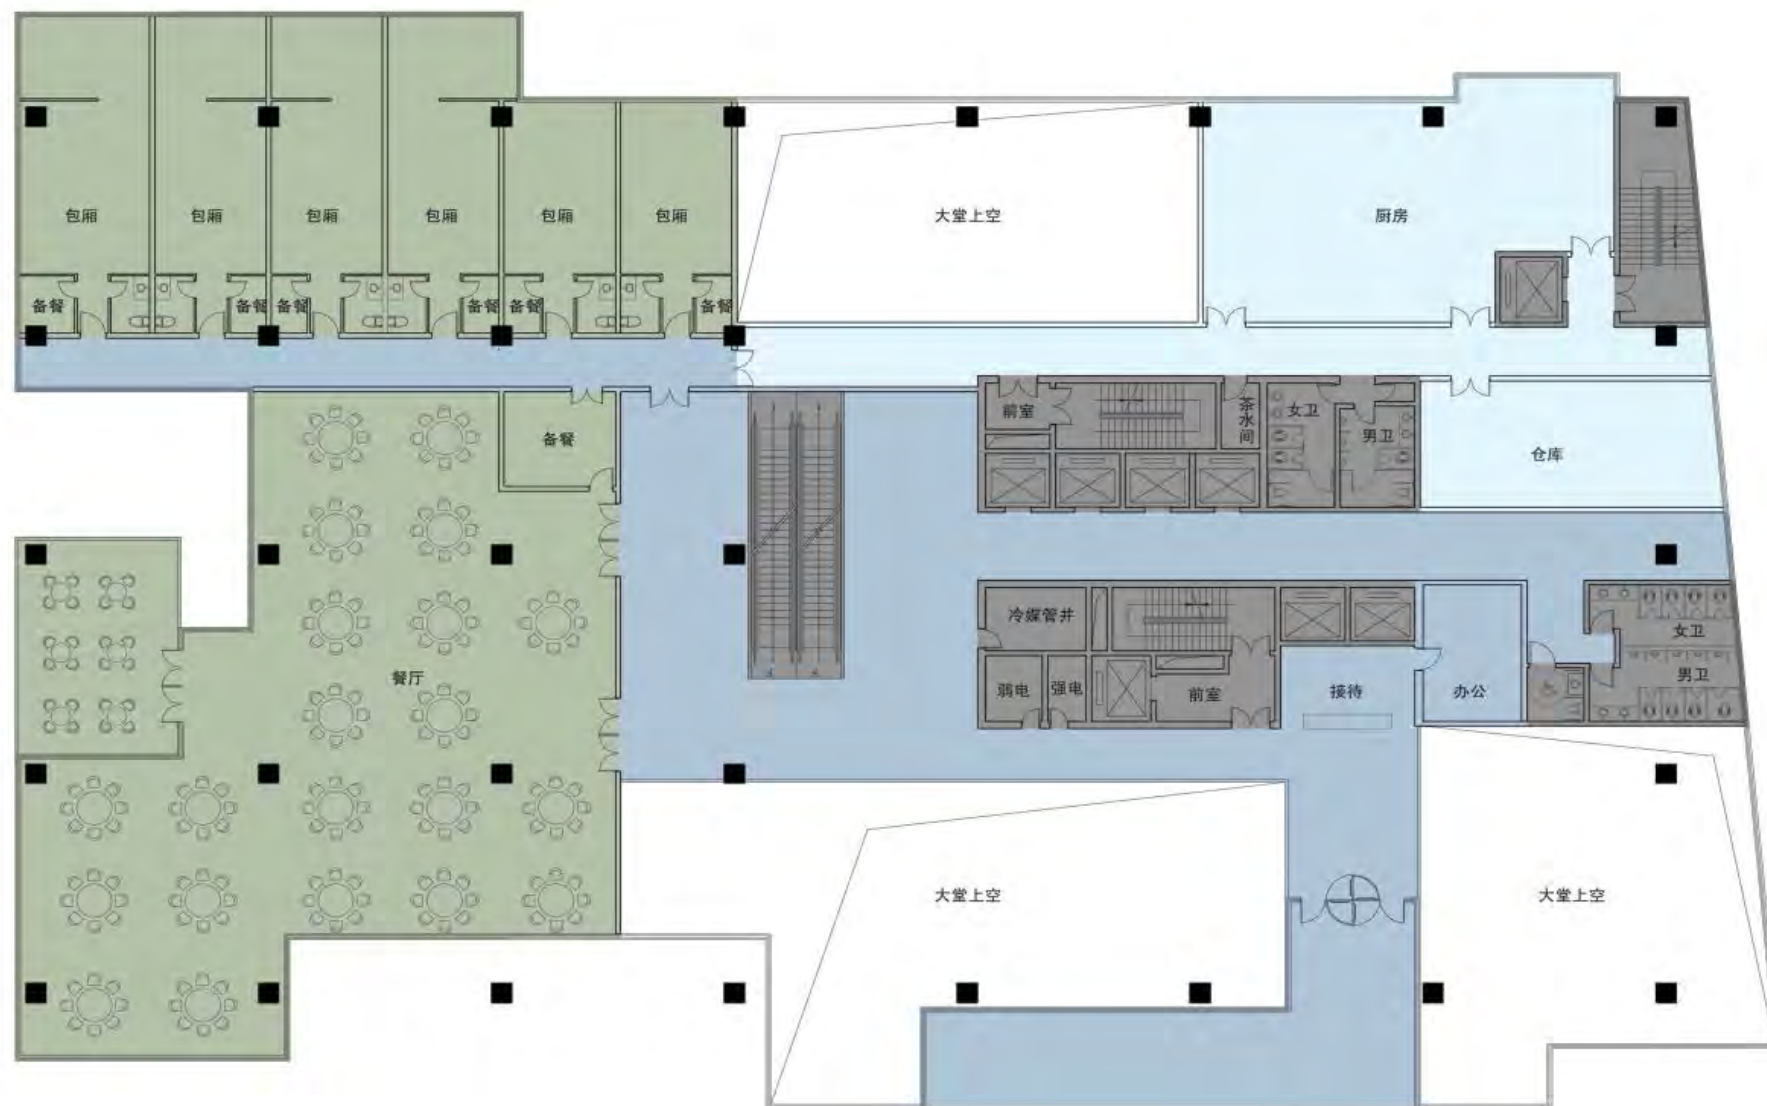 包厢
包厢
包厢
包厢
包厢
包厢
大堂上空
厨房
备餐
备餐
备餐
备餐
备餐
备餐
前室
茶水间
女卫
男卫
备餐
仓库
冷媒管井
女卫
餐厅
弱电
强电
前室
接待
办公
男卫
大堂上空
大堂上空